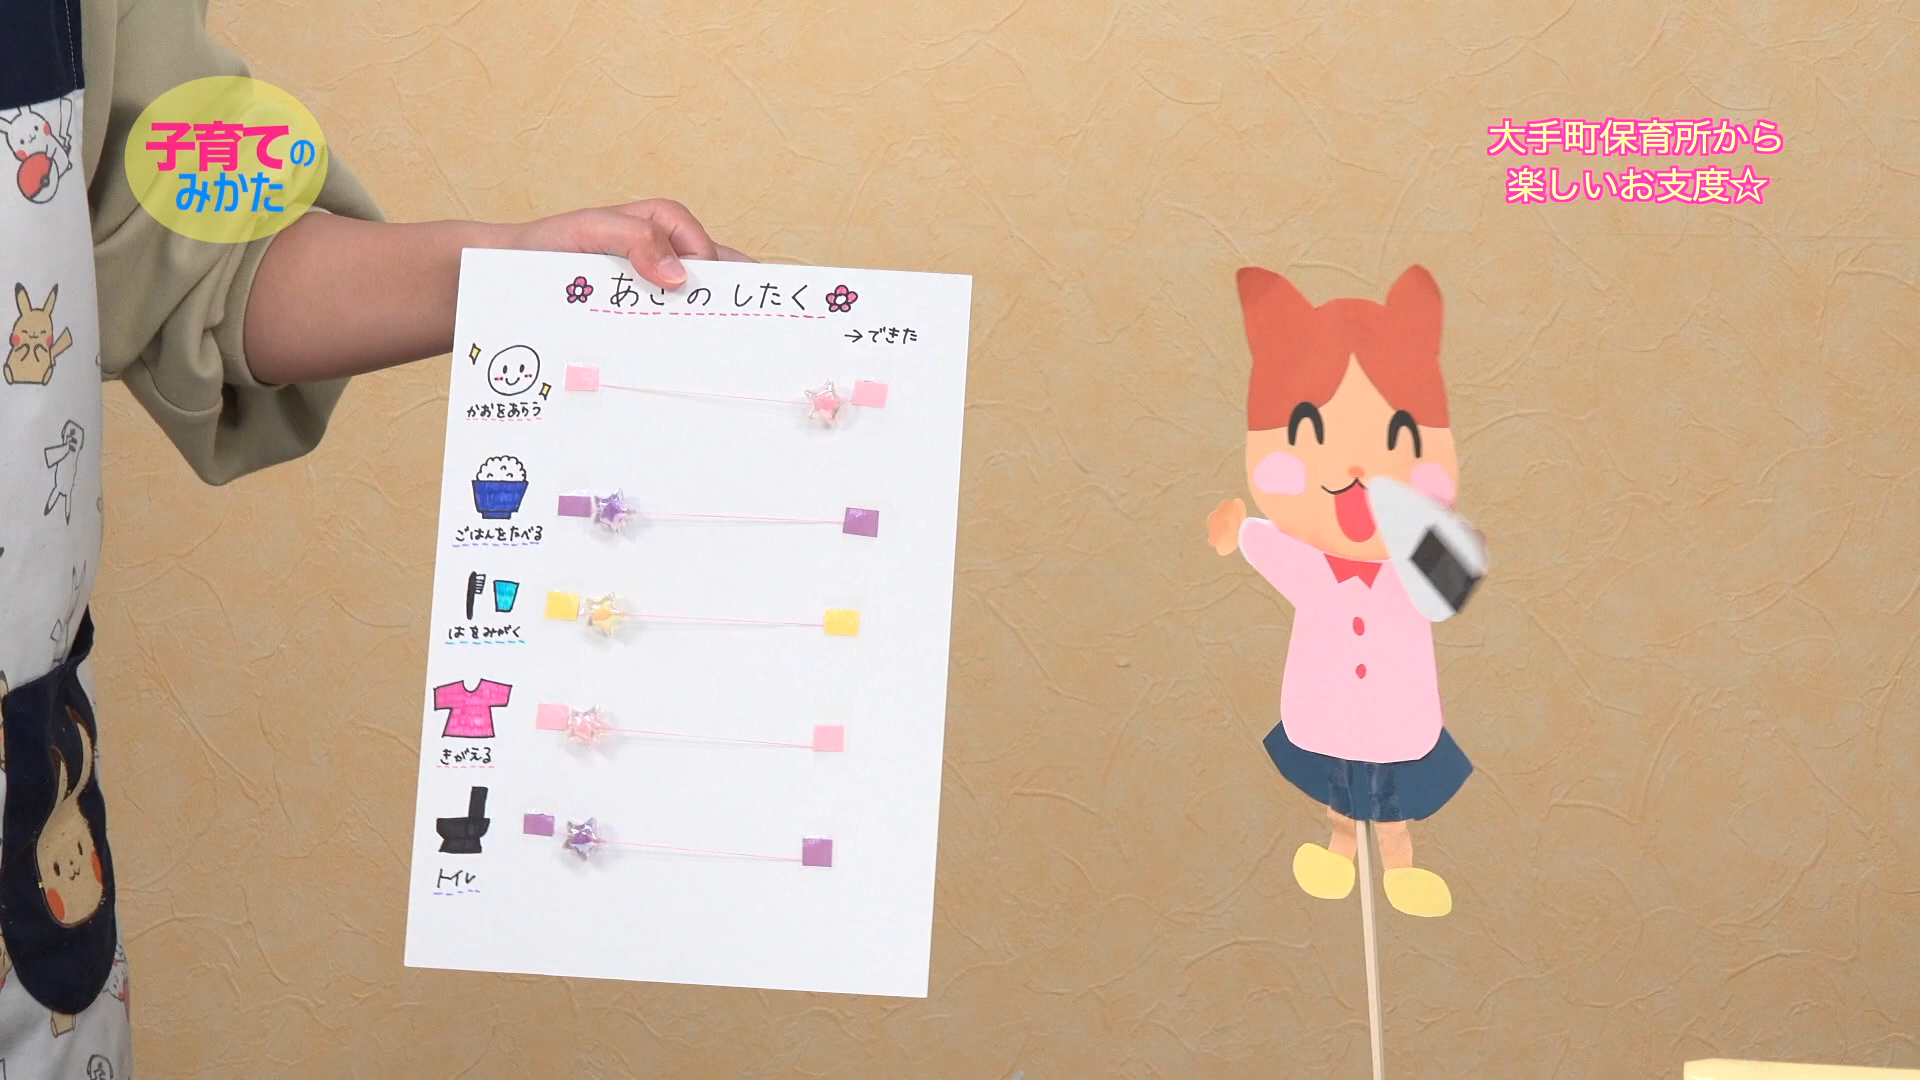 子育ての
みかた
大手町保育所から
楽しいお支度☆
あさのしたく
→できた
かおをあらう
ごはんをたべる
はをみがく
きがえる
トイレ